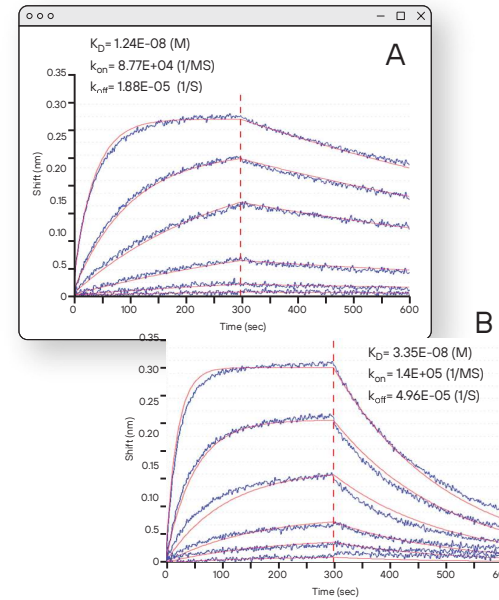 A
K_D = 1.24E-08 (M)
k_on = 8.77E+04 (1/MS)
k_off = 1.88E-05 (1/S)
0.35
0.30
0.25
0.20
0.15
0.10
0.5
0
Shift (nm)
0 100 200 300 400 500 600
Time (sec)
B
K_D = 3.35E-08 (M)
k_on = 1.4E+05 (1/MS)
k_off = 4.96E-05 (1/S)
0.35
0.30
0.25
0.20
0.15
0.10
0.5
0
Shift (nm)
0 100 200 300 400 500
Time (sec)